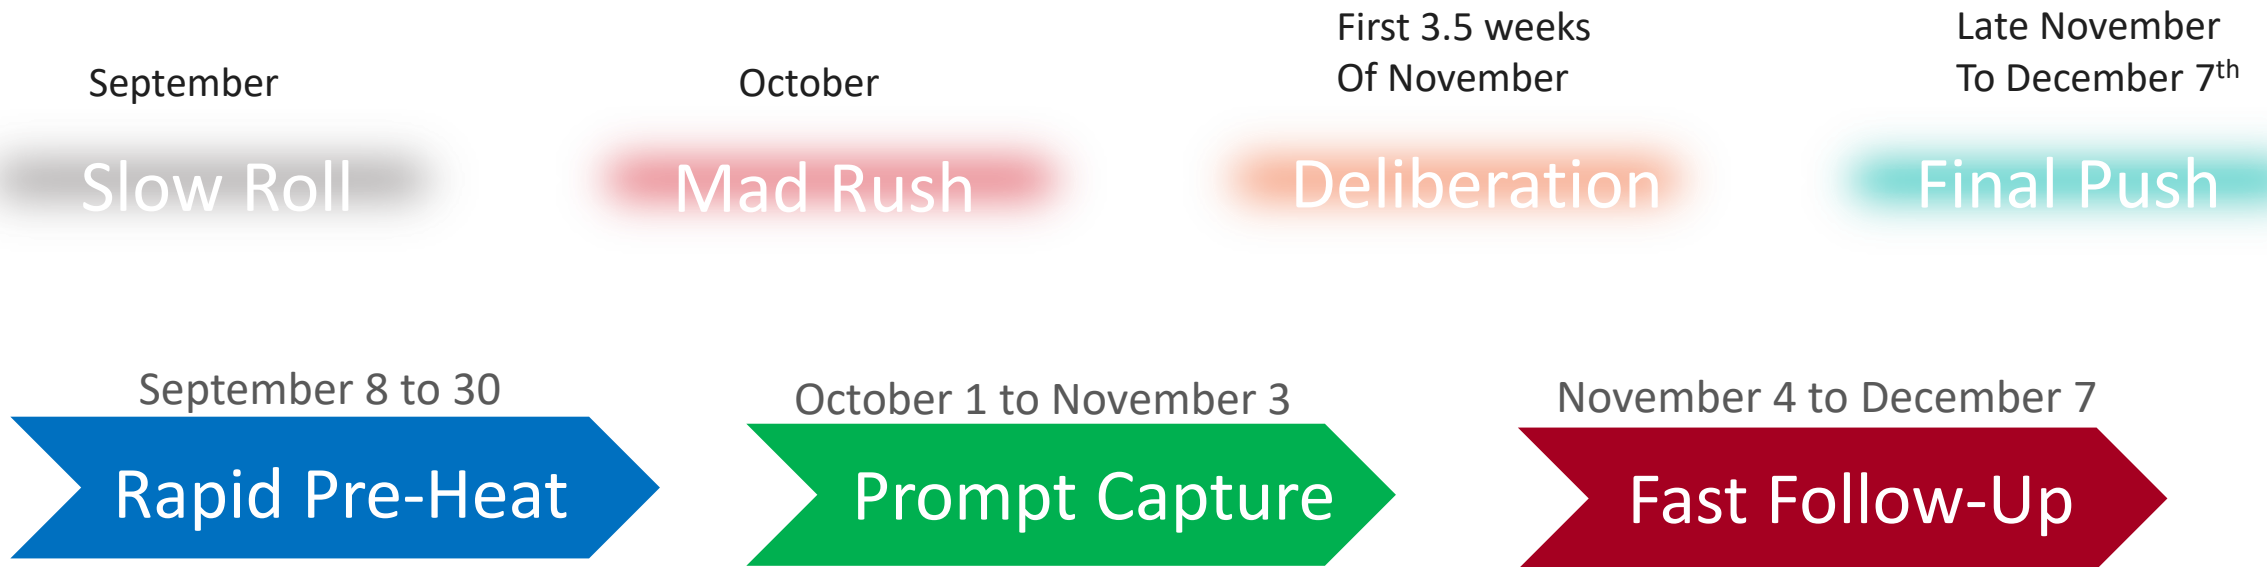 September
October
First 3.5 weeks
Of November
Late November
To December 7th
Slow Roll
Mad Rush
Deliberation
Final Push
September 8 to 30
October 1 to November 3
November 4 to December 7
Rapid Pre-Heat
Prompt Capture
Fast Follow-Up